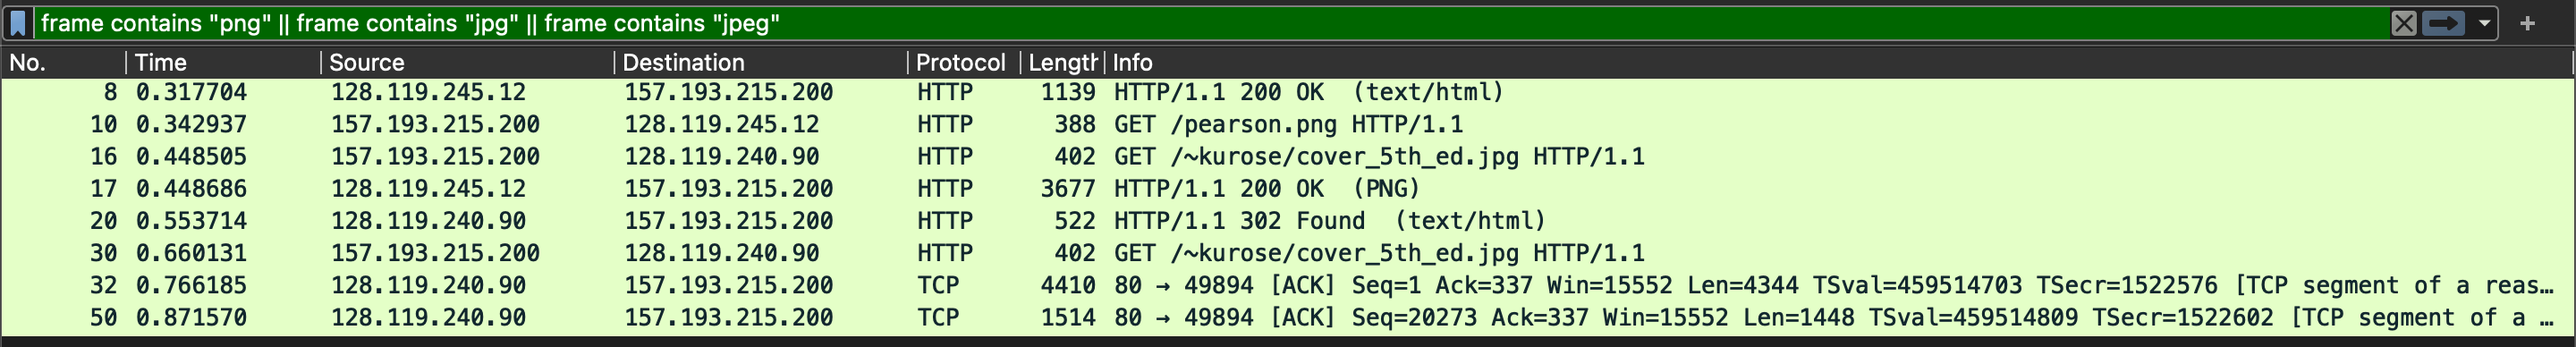 frame contains "png" || frame contains "jpg" || frame contains "jpeg"
No. Time Source Destination Protocol Length Info
8 0.317704 128.119.245.12 157.193.215.200 HTTP 1139 HTTP/1.1 200 OK (text/html)
10 0.342937 157.193.215.200 128.119.245.12 HTTP 388 GET /pearson.png HTTP/1.1
16 0.448505 157.193.215.200 128.119.240.90 HTTP 402 GET /~kurose/cover_5th_ed.jpg HTTP/1.1
17 0.448686 128.119.245.12 157.193.215.200 HTTP 3677 HTTP/1.1 200 OK (PNG)
20 0.553714 128.119.240.90 157.193.215.200 HTTP 522 HTTP/1.1 302 Found (text/html)
30 0.660131 157.193.215.200 128.119.240.90 HTTP 402 GET /~kurose/cover_5th_ed.jpg HTTP/1.1
32 0.766185 128.119.240.90 157.193.215.200 TCP 4410 80 → 49894 [ACK] Seq=1 Ack=337 Win=15552 Len=4344 TSval=459514703 TSecr=1522576 [TCP segment of a reas…
50 0.871570 128.119.240.90 157.193.215.200 TCP 1514 80 → 49894 [ACK] Seq=20273 Ack=337 Win=15552 Len=1448 TSval=459514809 TSecr=1522602 [TCP segment of a …